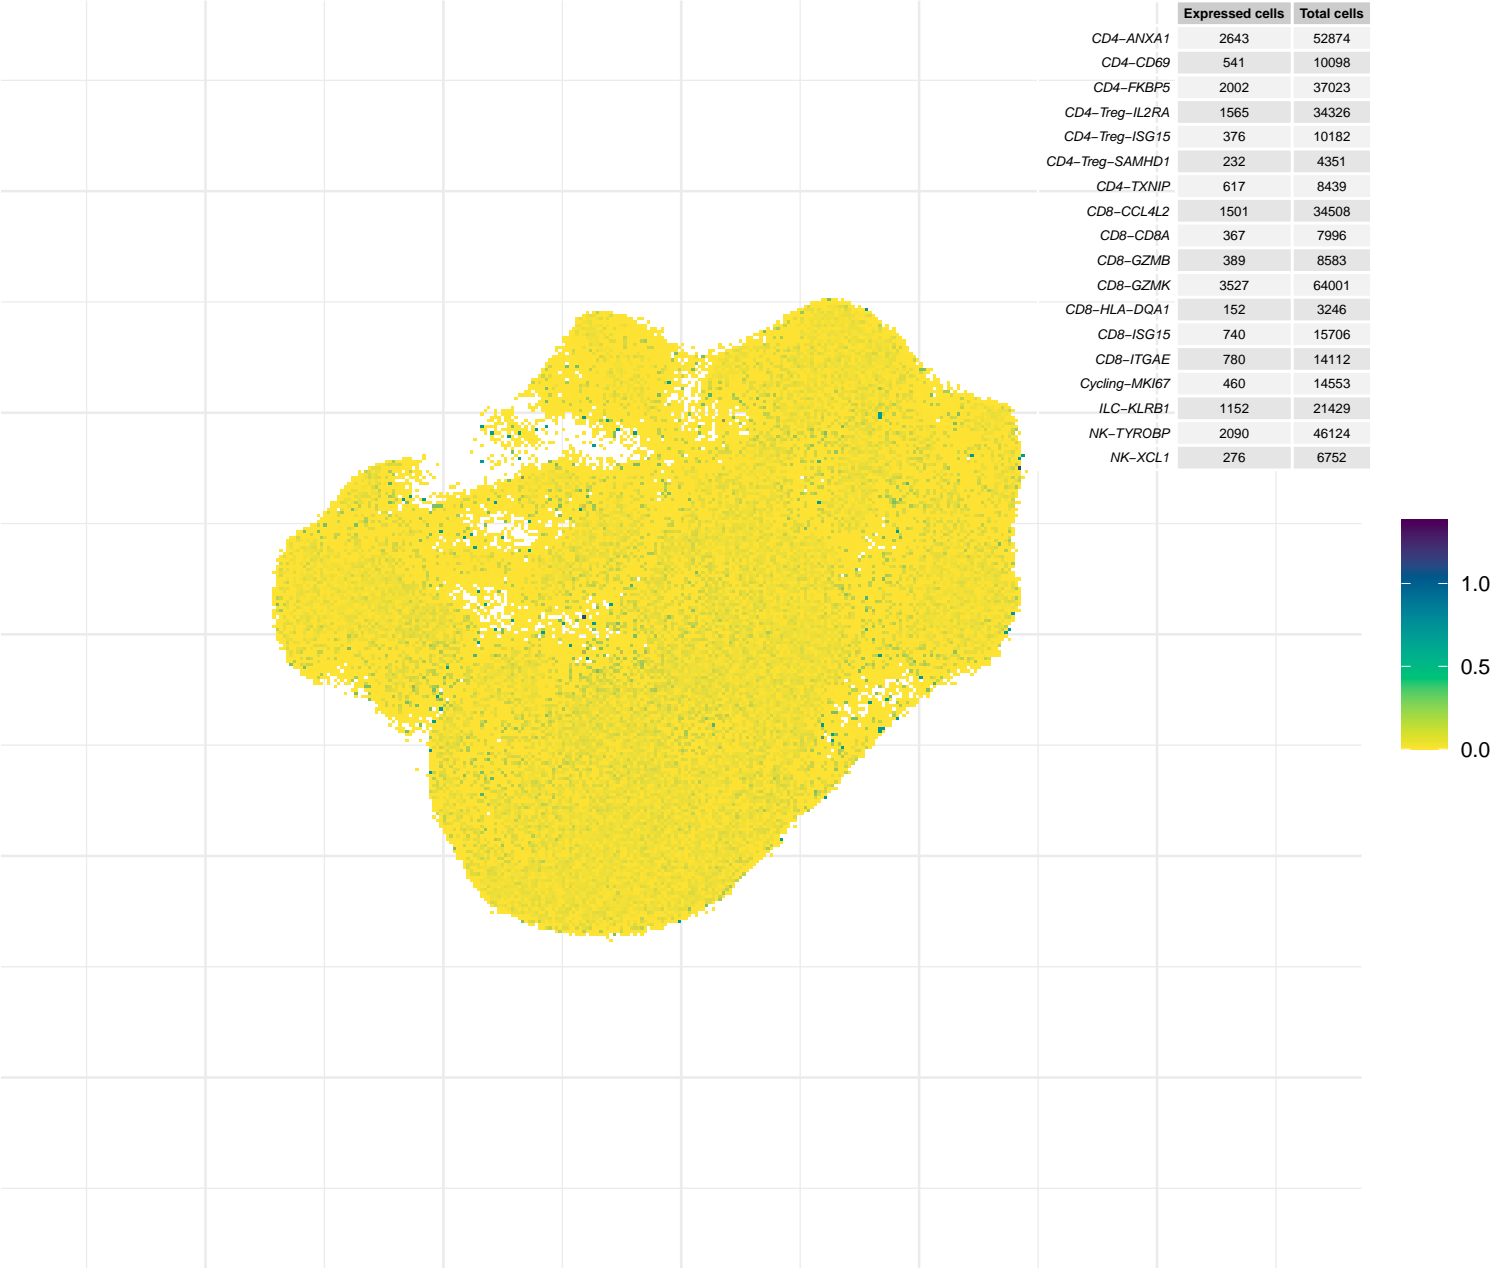 Expressed cells Total cells
CD4−ANXA1 2643 52874
CD4−CD69 541 10098
CD4−FKBP5 2002 37023
CD4−Treg−IL2RA 1565 34326
CD4−Treg−ISG15 376 10182
CD4−Treg−SAMHD1 232 4351
CD4−TXNIP 617 8439
CD8−CCL4L2 1501 34508
CD8−CD8A 367 7996
CD8−GZMB 389 8583
CD8−GZMK 3527 64001
CD8−HLA−DQA1 152 3246
CD8−ISG15 740 15706
CD8−ITGAE 780 14112
Cycling−MKI67 460 14553
ILC−KLRB1 1152 21429
NK−TYROBP 2090 46124
NK−XCL1 276 6752
1.0
0.5
0.0